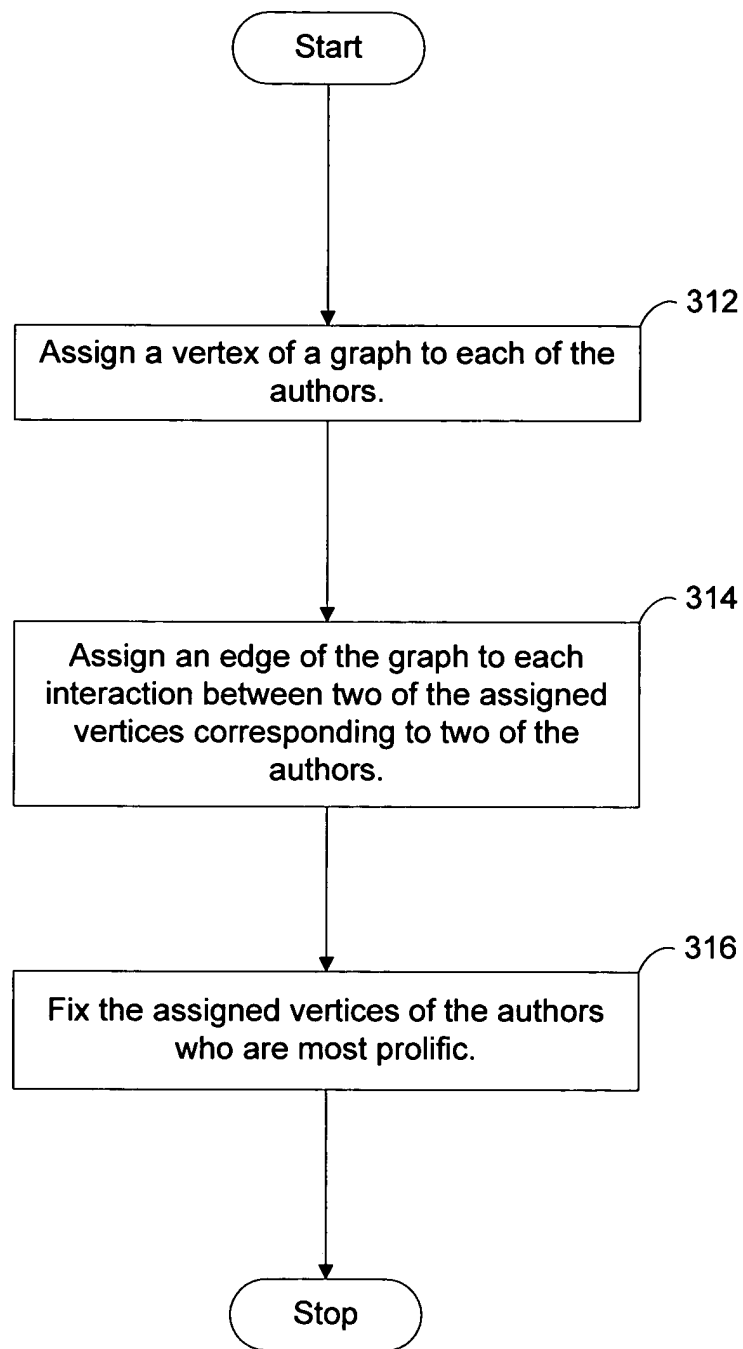 Start
312
Assign a vertex of a graph to each of the
authors.
314
Assign an edge of the graph to each
interaction between two of the assigned
vertices corresponding to two of the
authors.
316
Fix the assigned vertices of the authors
who are most prolific.
Stop